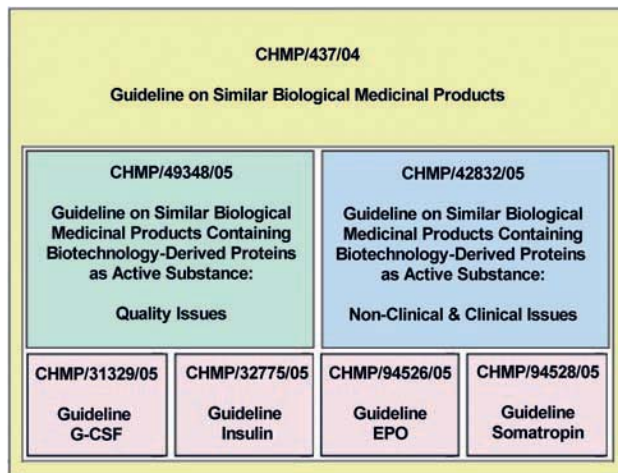 CHMP/437/04
Guideline on Similar Biological Medicinal Products
CHMP/49348/05
Guideline on Similar Biological
Medicinal Products Containing
Biotechnology-Derived Proteins
as Active Substance:
Quality Issues
CHMP/42832/05
Guideline on Similar Biological
Medicinal Products Containing
Biotechnology-Derived Proteins
as Active Substance:
Non-Clinical & Clinical Issues
CHMP/31329/05
Guideline
G-CSF
CHMP/32775/05
Guideline
Insulin
CHMP/94526/05
Guideline
EPO
CHMP/94528/05
Guideline
Somatropin